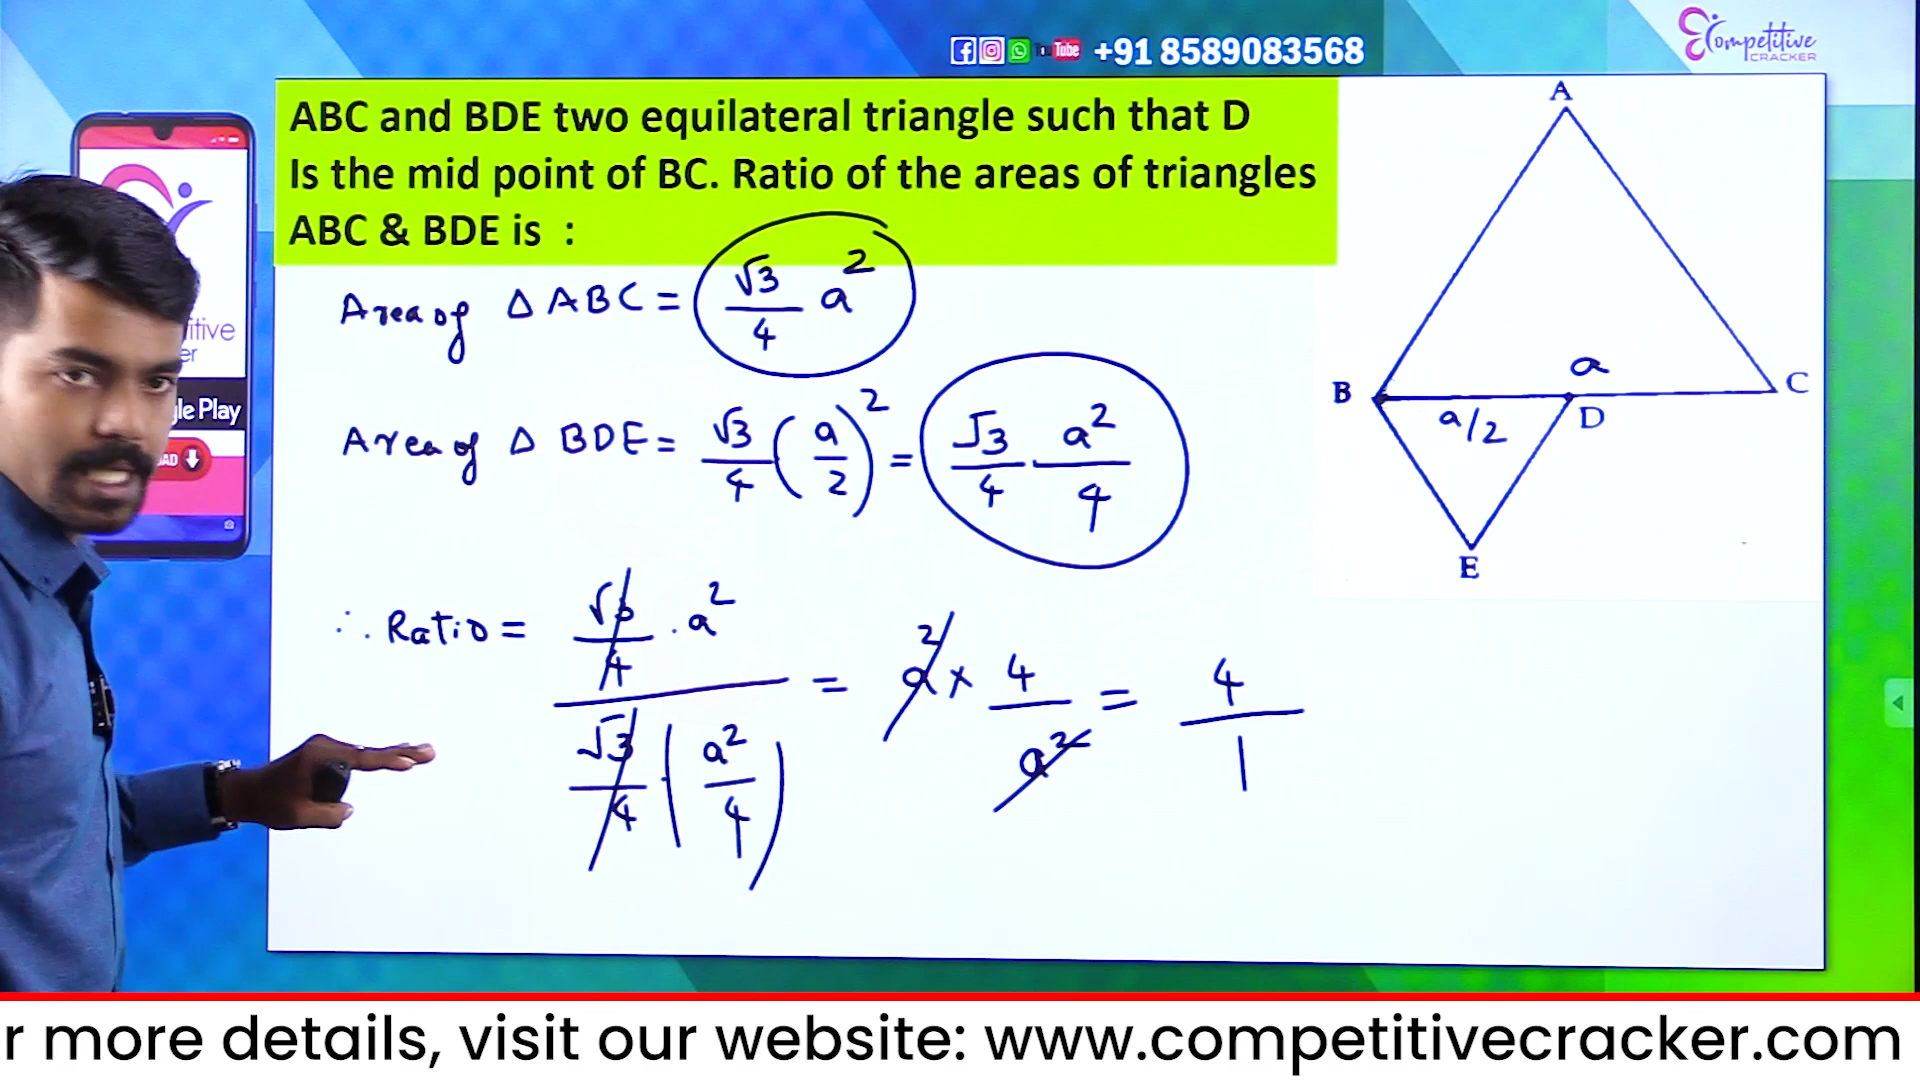 +91 8589083568
Competitive
CRACKER
ABC and BDE two equilateral triangle such that D
Is the mid point of BC. Ratio of the areas of triangles
ABC & BDE is :
Area of △ ABC = √3/4 a²
Area of △ BDE = √3/4 (a/2)² = √3/4 a²/4
∴ Ratio = √3/4 . a² / √3/4 (a²/4) = a² × 4/a² = 4/1
A
B
a
C
a/2
D
E
gle Play
r more details, visit our website: www.competitivecracker.com